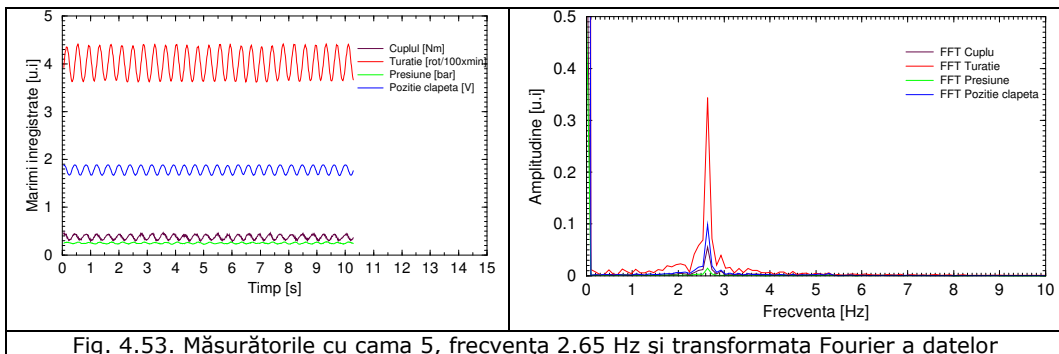 Marimi inregistrate [u.i]
5
4
3
2
1
0
0 1 2 3 4 5 6 7 8 9 10 11 12 13 14 15
Timp [s]
Cuplul [Nm]
Turatie [rot/100xmin]
Presiune [bar]
Pozitie clapeta [V]
Amplitudine [u.i]
0.5
0.4
0.3
0.2
0.1
0
0 1 2 3 4 5 6 7 8 9 10
Frecventa [Hz]
FFT Cuplu
FFT Turatie
FFT Presiune
FFT Pozitie clapeta
Fig. 4.53. Măsurătorile cu cama 5, frecvența 2.65 Hz și transformata Fourier a datelor